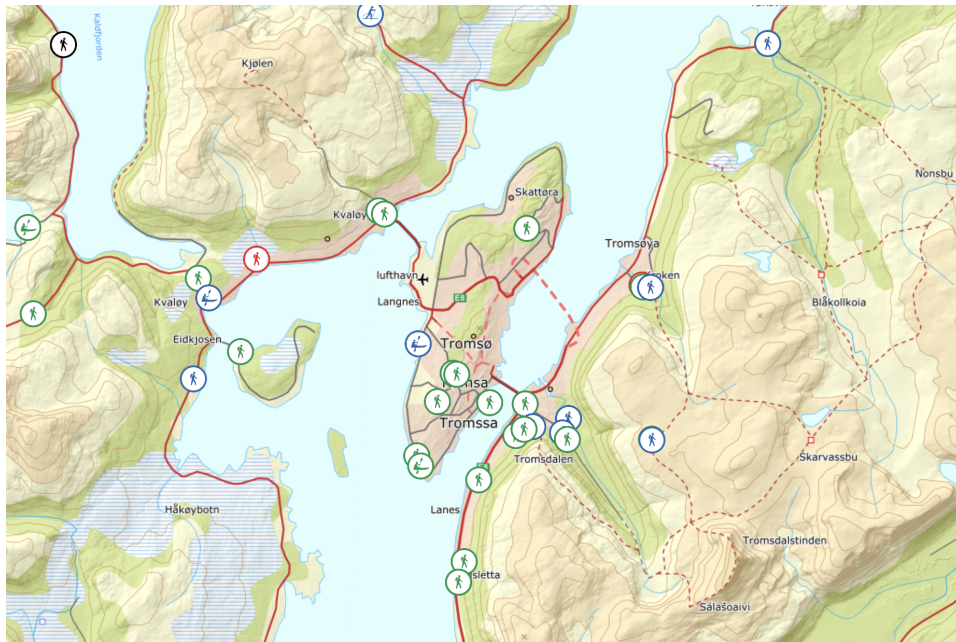 Kaldfjorden
Kjølen
Skattøra
Nonsbu
Kvaløy
Tromsøya
Kroken
lufthavn
Langnes
E8
Kvaløy
Blåkollkoia
Eidkjosen
Tromsø
Romsa
Tromssa
Tromsdalen
Skarvassbu
E8
Håkøybotn
Lanes
Tromsdalstinden
sletta
Sálašoaivi